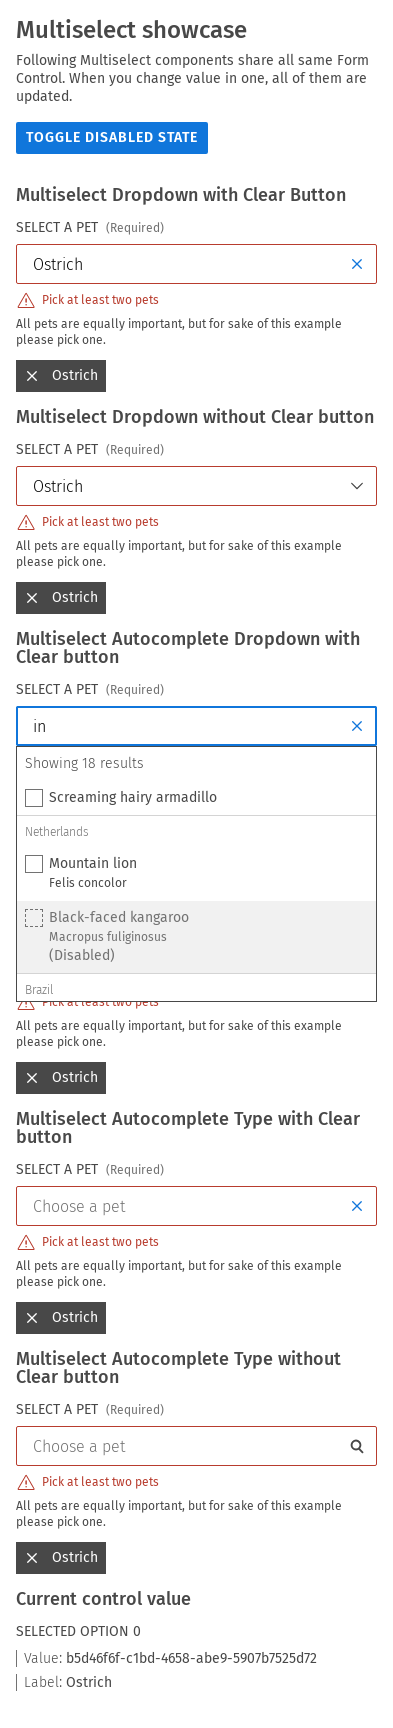 Multiselect showcase
Following Multiselect components share all same Form
Control. When you change value in one, all of them are
updated.
TOGGLE DISABLED STATE
Multiselect Dropdown with Clear Button
SELECT A PET (Required)
Ostrich
Pick at least two pets
All pets are equally important, but for sake of this example
please pick one.
Ostrich
Multiselect Dropdown without Clear button
SELECT A PET (Required)
Ostrich
Pick at least two pets
All pets are equally important, but for sake of this example
please pick one.
Ostrich
Multiselect Autocomplete Dropdown with
Clear button
SELECT A PET (Required)
in
Showing 18 results
Screaming hairy armadillo
Netherlands
Mountain lion
Felis concolor
Black-faced kangaroo
Macropus fuliginosus
(Disabled)
Brazil
Pick at least two pets
All pets are equally important, but for sake of this example
please pick one.
Ostrich
Multiselect Autocomplete Type with Clear
button
SELECT A PET (Required)
Choose a pet
Pick at least two pets
All pets are equally important, but for sake of this example
please pick one.
Ostrich
Multiselect Autocomplete Type without
Clear button
SELECT A PET (Required)
Choose a pet
Pick at least two pets
All pets are equally important, but for sake of this example
please pick one.
Ostrich
Current control value
SELECTED OPTION 0
Value: b5d46f6f-c1bd-4658-abe9-5907b7525d72
Label: Ostrich